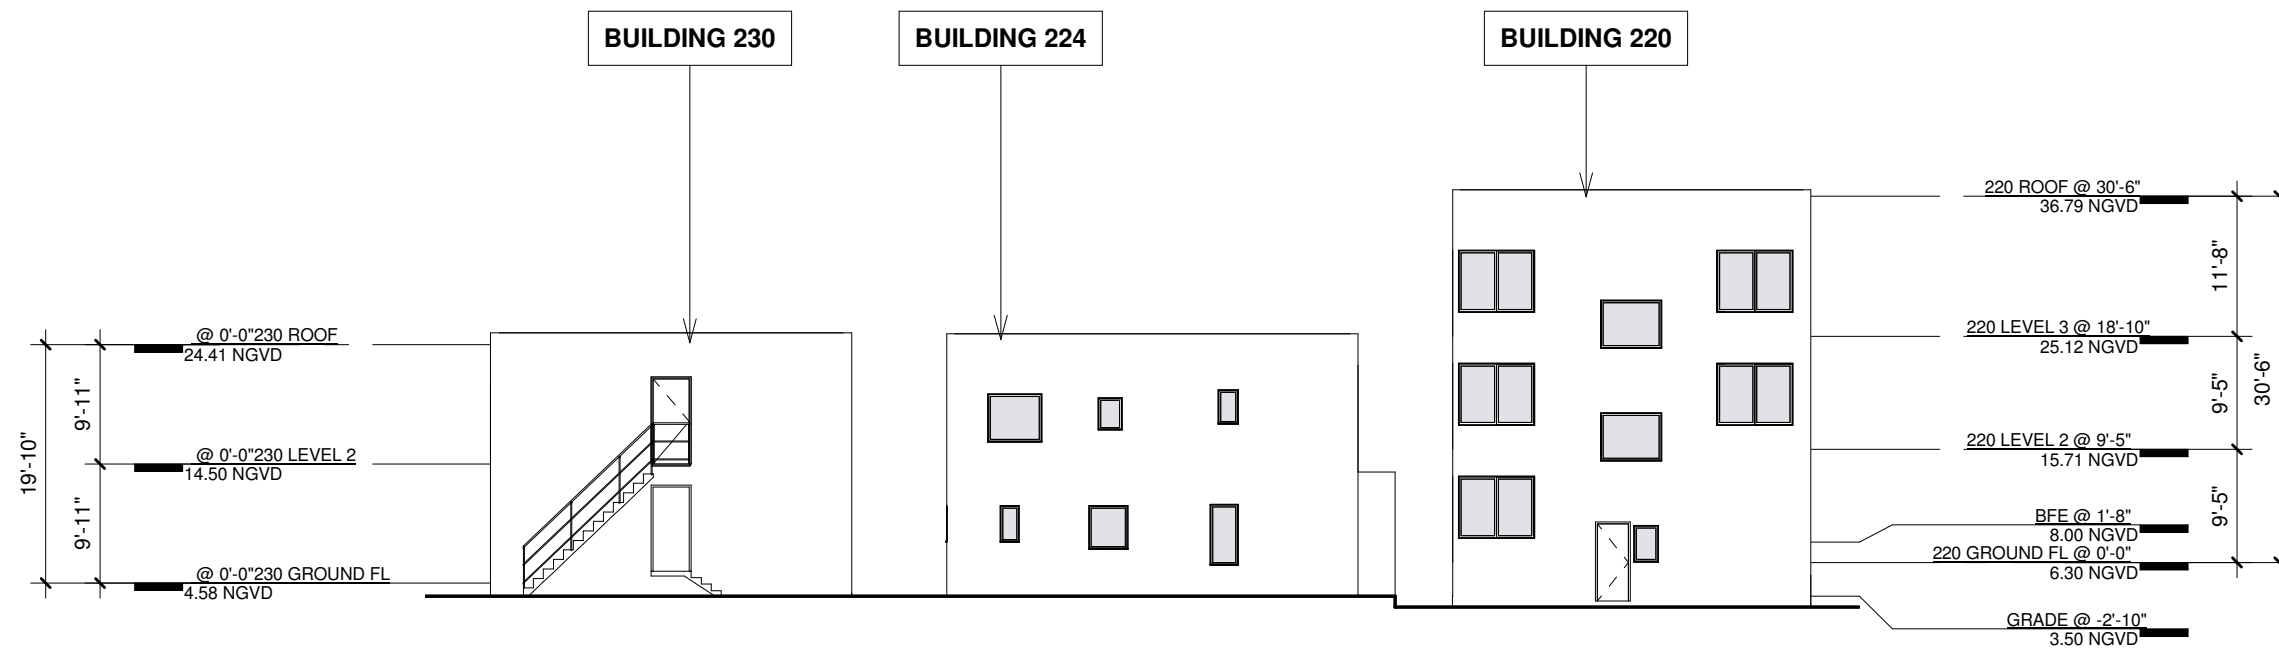 BUILDING 230
BUILDING 224
BUILDING 220
@ 0'-0"230 ROOF
24.41 NGVD
@ 0'-0"230 LEVEL 2
14.50 NGVD
@ 0'-0"230 GROUND FL
4.58 NGVD
9'-11"
9'-11"
19'-10"
220 ROOF @ 30'-6"
36.79 NGVD
220 LEVEL 3 @ 18'-10"
25.12 NGVD
220 LEVEL 2 @ 9'-5"
15.71 NGVD
BFE @ 1'-8"
8.00 NGVD
220 GROUND FL @ 0'-0"
6.30 NGVD
GRADE @ -2'-10"
3.50 NGVD
11'-8"
9'-5"
9'-5"
30'-6"